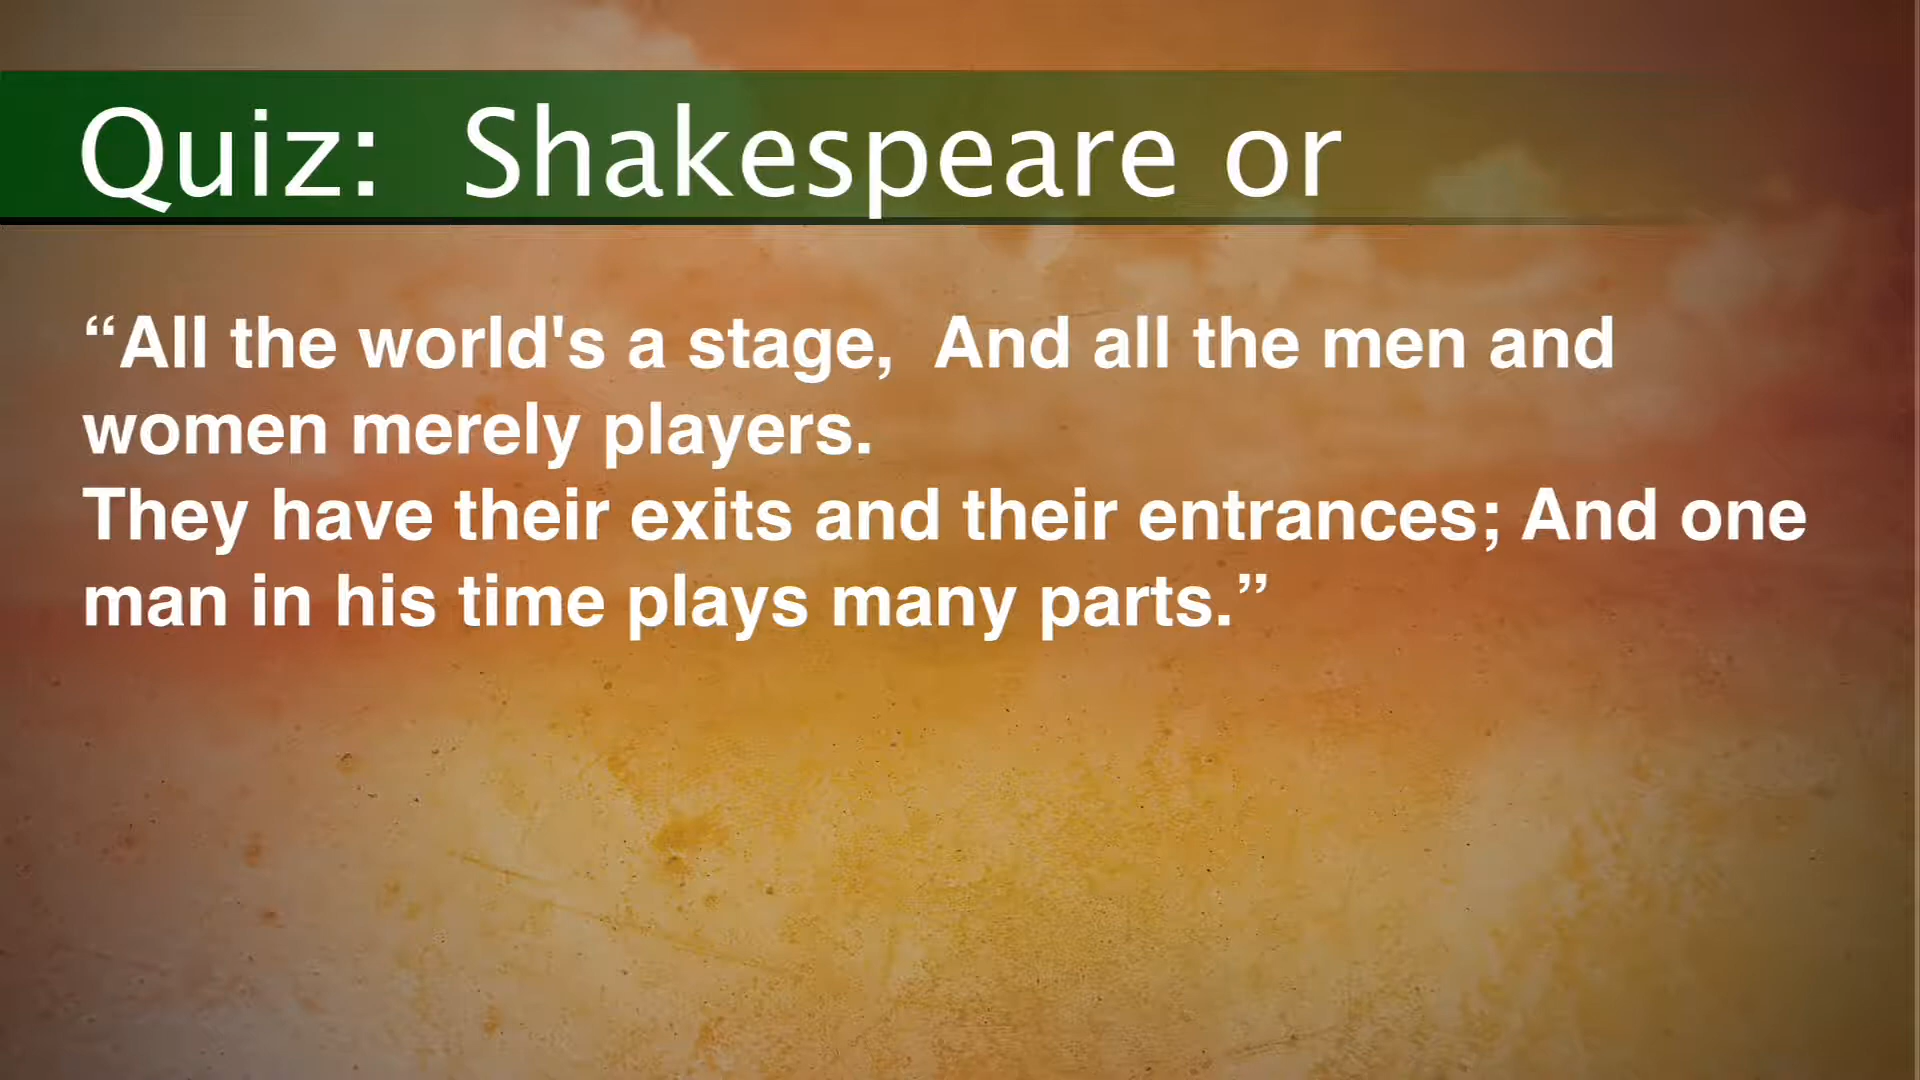 Quiz:  Shakespeare or
“All the world's a stage,  And all the men and
women merely players.
They have their exits and their entrances; And one
man in his time plays many parts.”